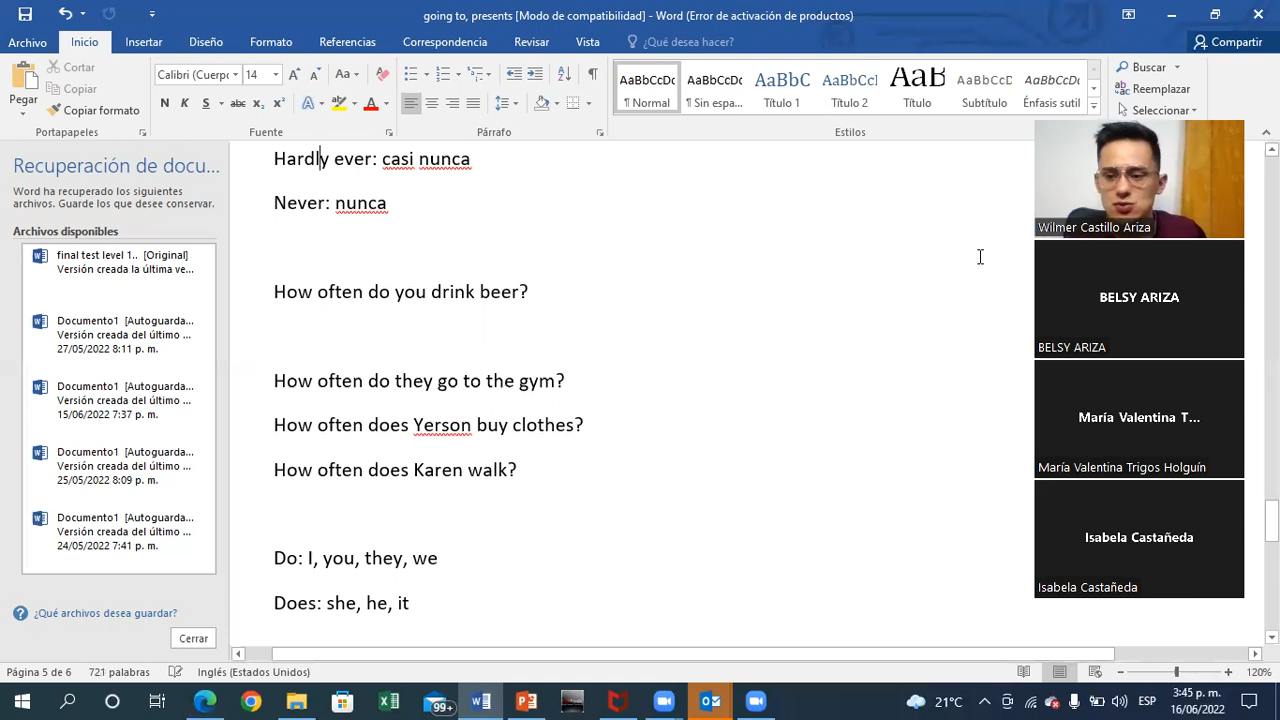 going to, presents [Modo de compatibilidad] - Word (Error de activación de productos)
Archivo Inicio Insertar Diseño Formato Referencias Correspondencia Revisar Vista ¿Qué desea hacer? Compartir
Pegar
Cortar
Copiar
Copiar formato
Calibri (Cuerpo 14
N K S abc x₂ x²
AaBbCcDc AaBbCcDc AaBbC AaBbCcl AaB AaBbCcD AaBbCcDc
¶ Normal ¶ Sin espa... Título 1 Título 2 Título Subtítulo Énfasis sutil
Buscar
Reemplazar
Seleccionar
Portapapeles Fuente Párrafo Estilos Edición
Recuperación de docu...
Word ha recuperado los siguientes
archivos. Guarde los que desee conservar.
Archivos disponibles
final test level 1.. [Original]
Versión creada la última ve...
Documento1 [Autoguarda...
Versión creada del último ...
27/05/2022 8:11 p. m.
Documento1 [Autoguarda...
Versión creada del último ...
15/06/2022 7:37 p. m.
Documento1 [Autoguarda...
Versión creada del último ...
25/05/2022 8:09 p. m.
Documento1 [Autoguarda...
Versión creada del último ...
24/05/2022 7:41 p. m.
¿Qué archivos desea guardar?
Cerrar
Hardly ever: casi nunca
Never: nunca
How often do you drink beer?
How often do they go to the gym?
How often does Yerson buy clothes?
How often does Karen walk?
Do: I, you, they, we
Does: she, he, it
Wilmer Castillo Ariza
BELSY ARIZA
BELSY ARIZA
María Valentina T...
María Valentina Trigos Holguín
Isabela Castañeda
Isabela Castañeda
Página 5 de 6 721 palabras Inglés (Estados Unidos) 120%
99+
21°C ESP
3:45 p. m.
16/06/2022